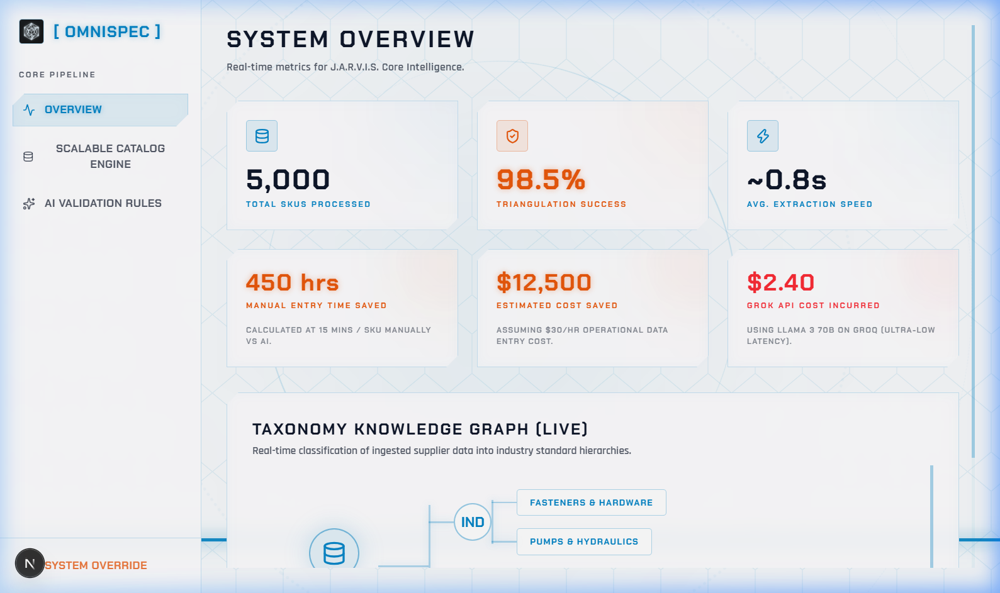 [ OMNISPEC ]
CORE PIPELINE
OVERVIEW
SCALABLE CATALOG
ENGINE
AI VALIDATION RULES
N
SYSTEM OVERRIDE
SYSTEM OVERVIEW
Real-time metrics for J.A.R.V.I.S. Core Intelligence.
5,000
TOTAL SKUS PROCESSED
98.5%
TRIANGULATION SUCCESS
~0.8s
AVG. EXTRACTION SPEED
450 hrs
MANUAL ENTRY TIME SAVED
CALCULATED AT 15 MINS / SKU MANUALLY
VS AI.
$12,500
ESTIMATED COST SAVED
ASSUMING $30/HR OPERATIONAL DATA
ENTRY COST.
$2.40
GROK API COST INCURRED
USING LLAMA 3 70B ON GROQ (ULTRA-LOW
LATENCY).
TAXONOMY KNOWLEDGE GRAPH (LIVE)
Real-time classification of ingested supplier data into industry standard hierarchies.
IND
FASTENERS & HARDWARE
PUMPS & HYDRAULICS